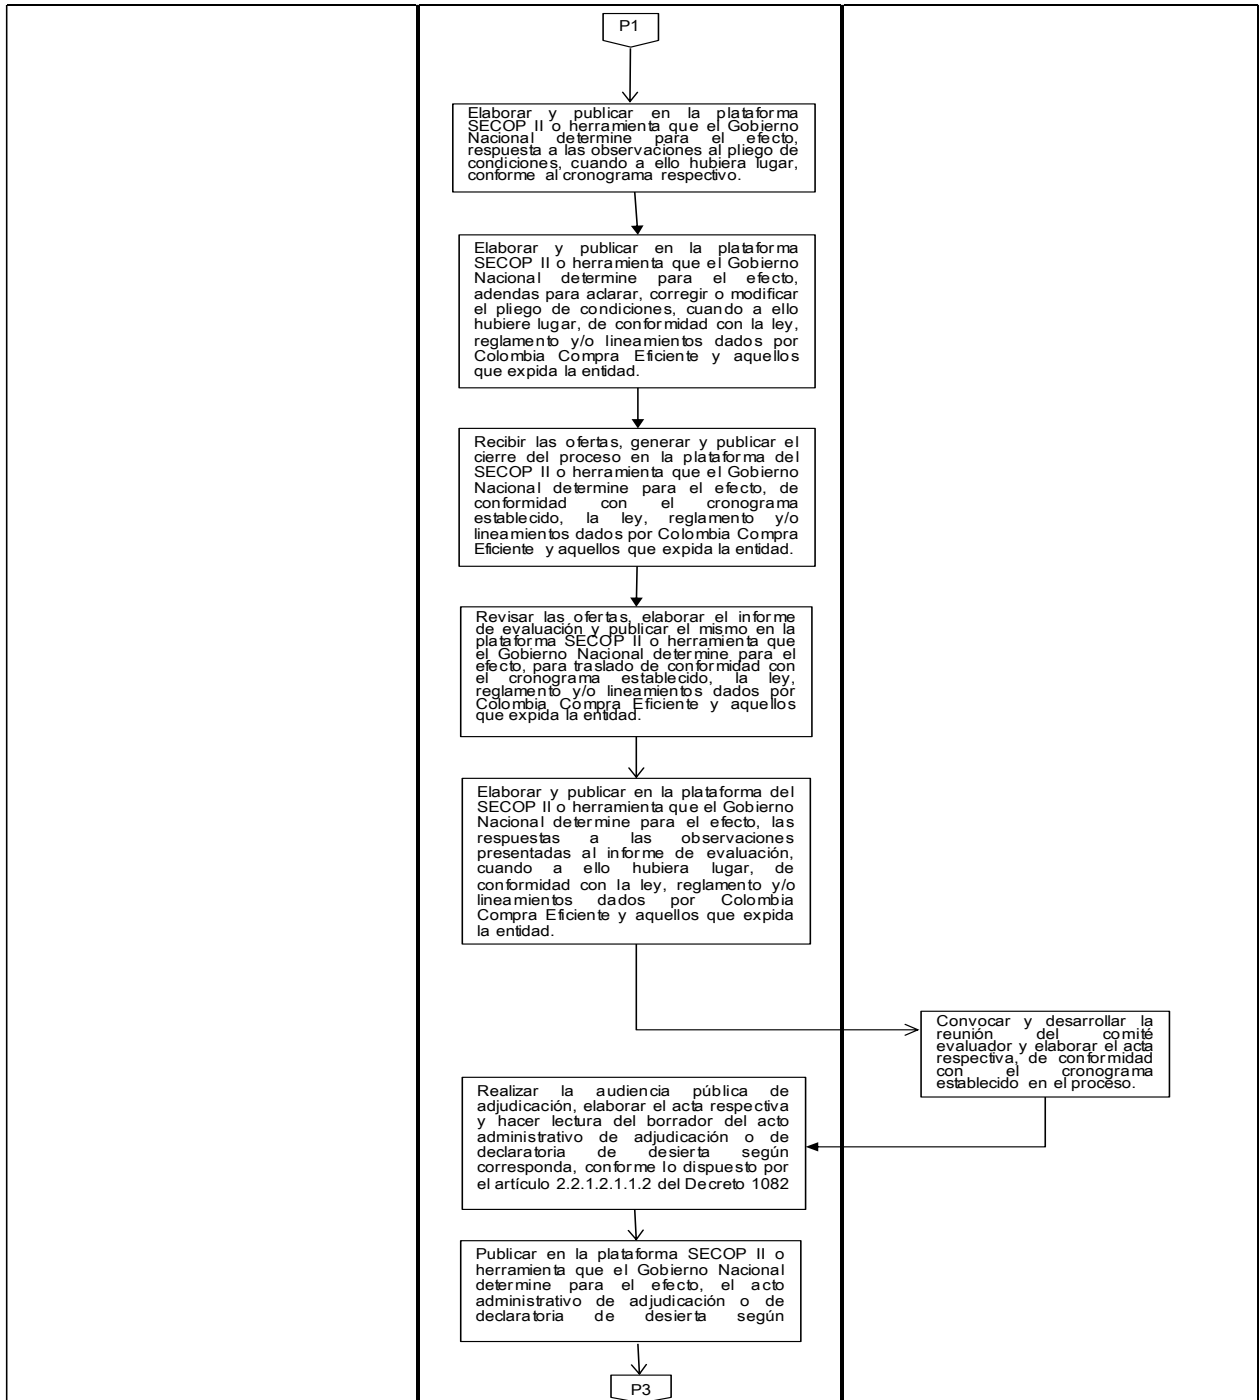 P1
Elaborar y publicar en la plataforma
SECOP II o herramienta que el Gobierno
Nacional determine para el efecto,
respuesta a las observaciones al pliego de
condiciones, cuando a ello hubiera lugar,
conforme al cronograma respectivo.
Elaborar y publicar en la plataforma
SECOP II o herramienta que el Gobierno
Nacional determine para el efecto,
adendas para aclarar, corregir o modificar
el pliego de condiciones, cuando a ello
hubiere lugar, de conformidad con la ley,
reglamento y/o lineamientos dados por
Colombia Compra Eficiente y aquellos
que expida la entidad.
Recibir las ofertas, generar y publicar el
cierre del proceso en la plataforma del
SECOP II o herramienta que el Gobierno
Nacional determine para el efecto, de
conformidad con el cronograma
establecido, la ley, reglamento y/o
lineamientos dados por Colombia Compra
Eficiente y aquellos que expida la entidad.
Revisar las ofertas, elaborar el informe
de evaluación y publicar el mismo en la
plataforma SECOP II o herramienta que
el Gobierno Nacional determine para el
efecto, para traslado de conformidad con
el cronograma establecido, la ley,
reglamento y/o lineamientos dados por
Colombia Compra Eficiente y aquellos
que expida la entidad.
Elaborar y publicar en la plataforma del
SECOP II o herramienta que el Gobierno
Nacional determine para el efecto, las
respuestas a las observaciones
presentadas al informe de evaluación,
cuando a ello hubiera lugar, de
conformidad con la ley, reglamento y/o
lineamientos dados por Colombia
Compra Eficiente y aquellos que expida
la entidad.
Convocar y desarrollar la
reunión del comité
evaluador y elaborar el acta
respectiva, de conformidad
con el cronograma
establecido en el proceso.
Realizar la audiencia pública de
adjudicación, elaborar el acta respectiva
y hacer lectura del borrador del acto
administrativo de adjudicación o de
declaratoria de desierta según
corresponda, conforme lo dispuesto por
el artículo 2.2.1.2.1.1.2 del Decreto 1082
Publicar en la plataforma SECOP II o
herramienta que el Gobierno Nacional
determine para el efecto, el acto
administrativo de adjudicación o de
declaratoria de desierta según
P3